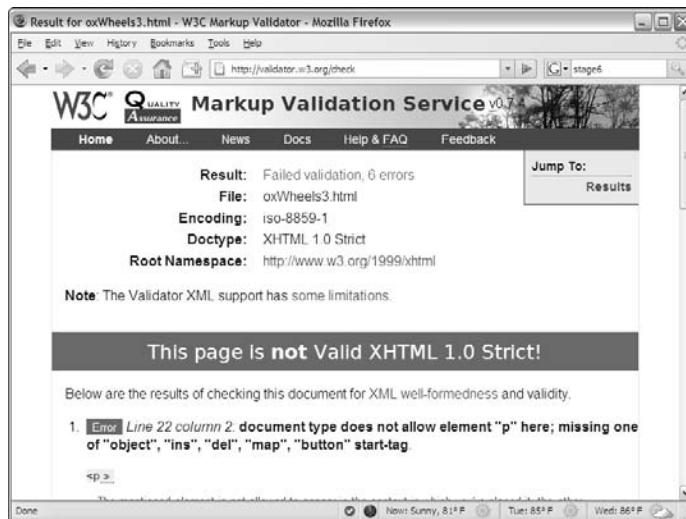 Result for oxWheels3.html - W3C Markup Validator - Mozilla Firefox
File Edit View History Bookmarks Tools Help
http://validator.w3.org/check
G stage6
W3C® QUALITY Assurance Markup Validation Service v0.7.4
Home About... News Docs Help & FAQ Feedback
Jump To:
Results
Result: Failed validation, 6 errors
File: oxWheels3.html
Encoding: iso-8859-1
Doctype: XHTML 1.0 Strict
Root Namespace: http://www.w3.org/1999/xhtml
Note: The Validator XML support has some limitations.
This page is not Valid XHTML 1.0 Strict!
Below are the results of checking this document for XML well-formedness and validity.
1. Error Line 22 column 2: document type does not allow element "p" here; missing one
of "object", "ins", "del", "map", "button" start-tag.
<p >
Done Now: Sunny, 81° F Tue: 85° F Wed: 86° F